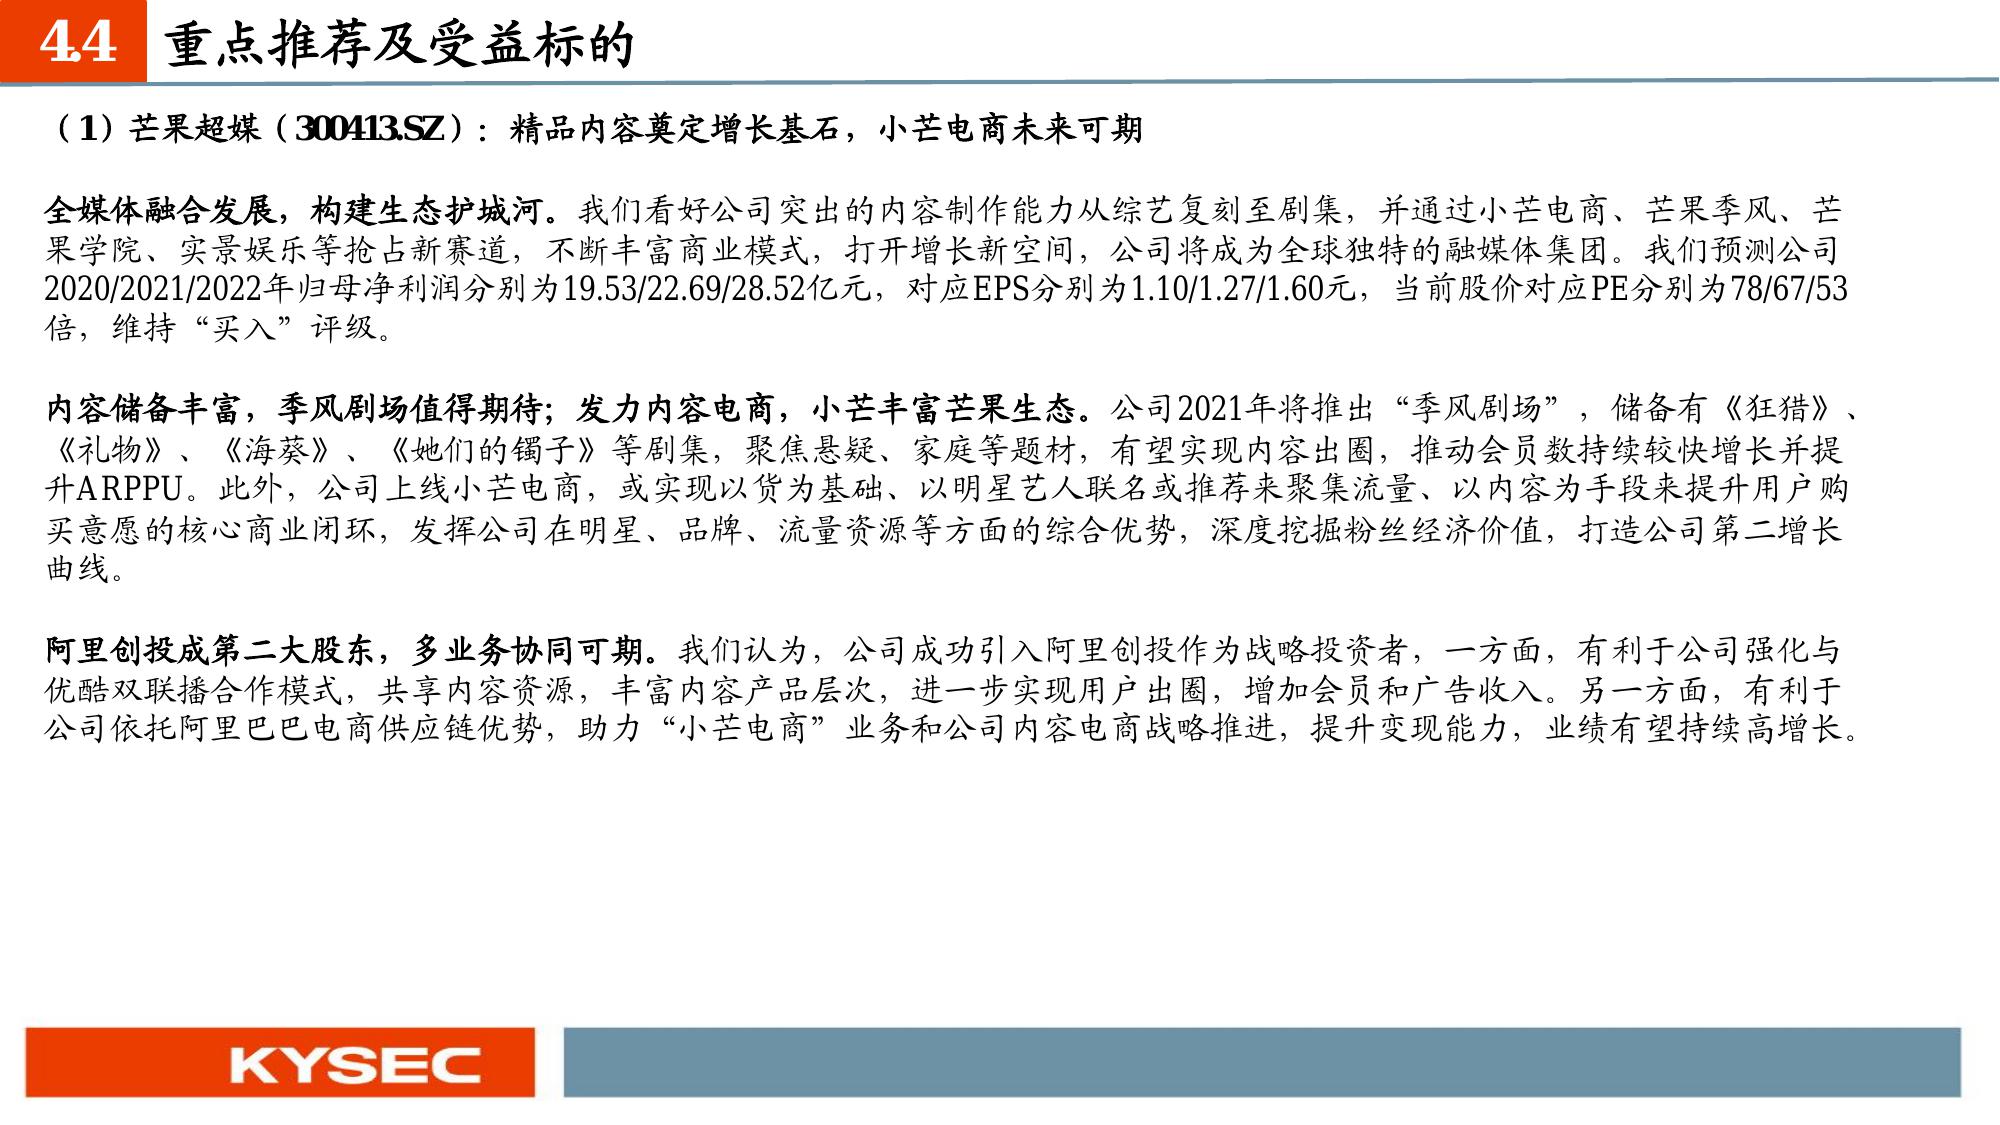 4.4 重点推荐及受益标的
（1）芒果超媒（300413.SZ）：精品内容奠定增长基石，小芒电商未来可期
全媒体融合发展，构建生态护城河。我们看好公司突出的内容制作能力从综艺复刻至剧集，并通过小芒电商、芒果季风、芒
果学院、实景娱乐等抢占新赛道，不断丰富商业模式，打开增长新空间，公司将成为全球独特的融媒体集团。我们预测公司
2020/2021/2022年归母净利润分别为19.53/22.69/28.52亿元，对应EPS分别为1.10/1.27/1.60元，当前股价对应PE分别为78/67/53
倍，维持“买入”评级。
内容储备丰富，季风剧场值得期待；发力内容电商，小芒丰富芒果生态。公司2021年将推出“季风剧场”，储备有《狂猎》、
《礼物》、《海葵》、《她们的镯子》等剧集，聚焦悬疑、家庭等题材，有望实现内容出圈，推动会员数持续较快增长并提
升ARPPU。此外，公司上线小芒电商，或实现以货为基础、以明星艺人联名或推荐来聚集流量、以内容为手段来提升用户购
买意愿的核心商业闭环，发挥公司在明星、品牌、流量资源等方面的综合优势，深度挖掘粉丝经济价值，打造公司第二增长
曲线。
阿里创投成第二大股东，多业务协同可期。我们认为，公司成功引入阿里创投作为战略投资者，一方面，有利于公司强化与
优酷双联播合作模式，共享内容资源，丰富内容产品层次，进一步实现用户出圈，增加会员和广告收入。另一方面，有利于
公司依托阿里巴巴电商供应链优势，助力“小芒电商”业务和公司内容电商战略推进，提升变现能力，业绩有望持续高增长。
KYSEC